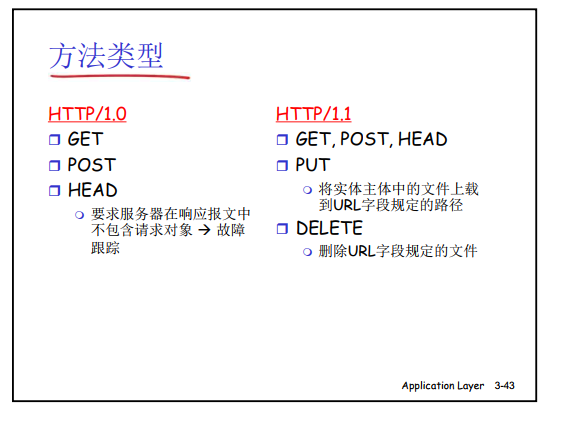 方法类型
HTTP/1.0
GET
POST
HEAD
要求服务器在响应报文中
不包含请求对象 → 故障
跟踪
HTTP/1.1
GET, POST, HEAD
PUT
将实体主体中的文件上载
到URL字段规定的路径
DELETE
删除URL字段规定的文件
Application Layer 3-43